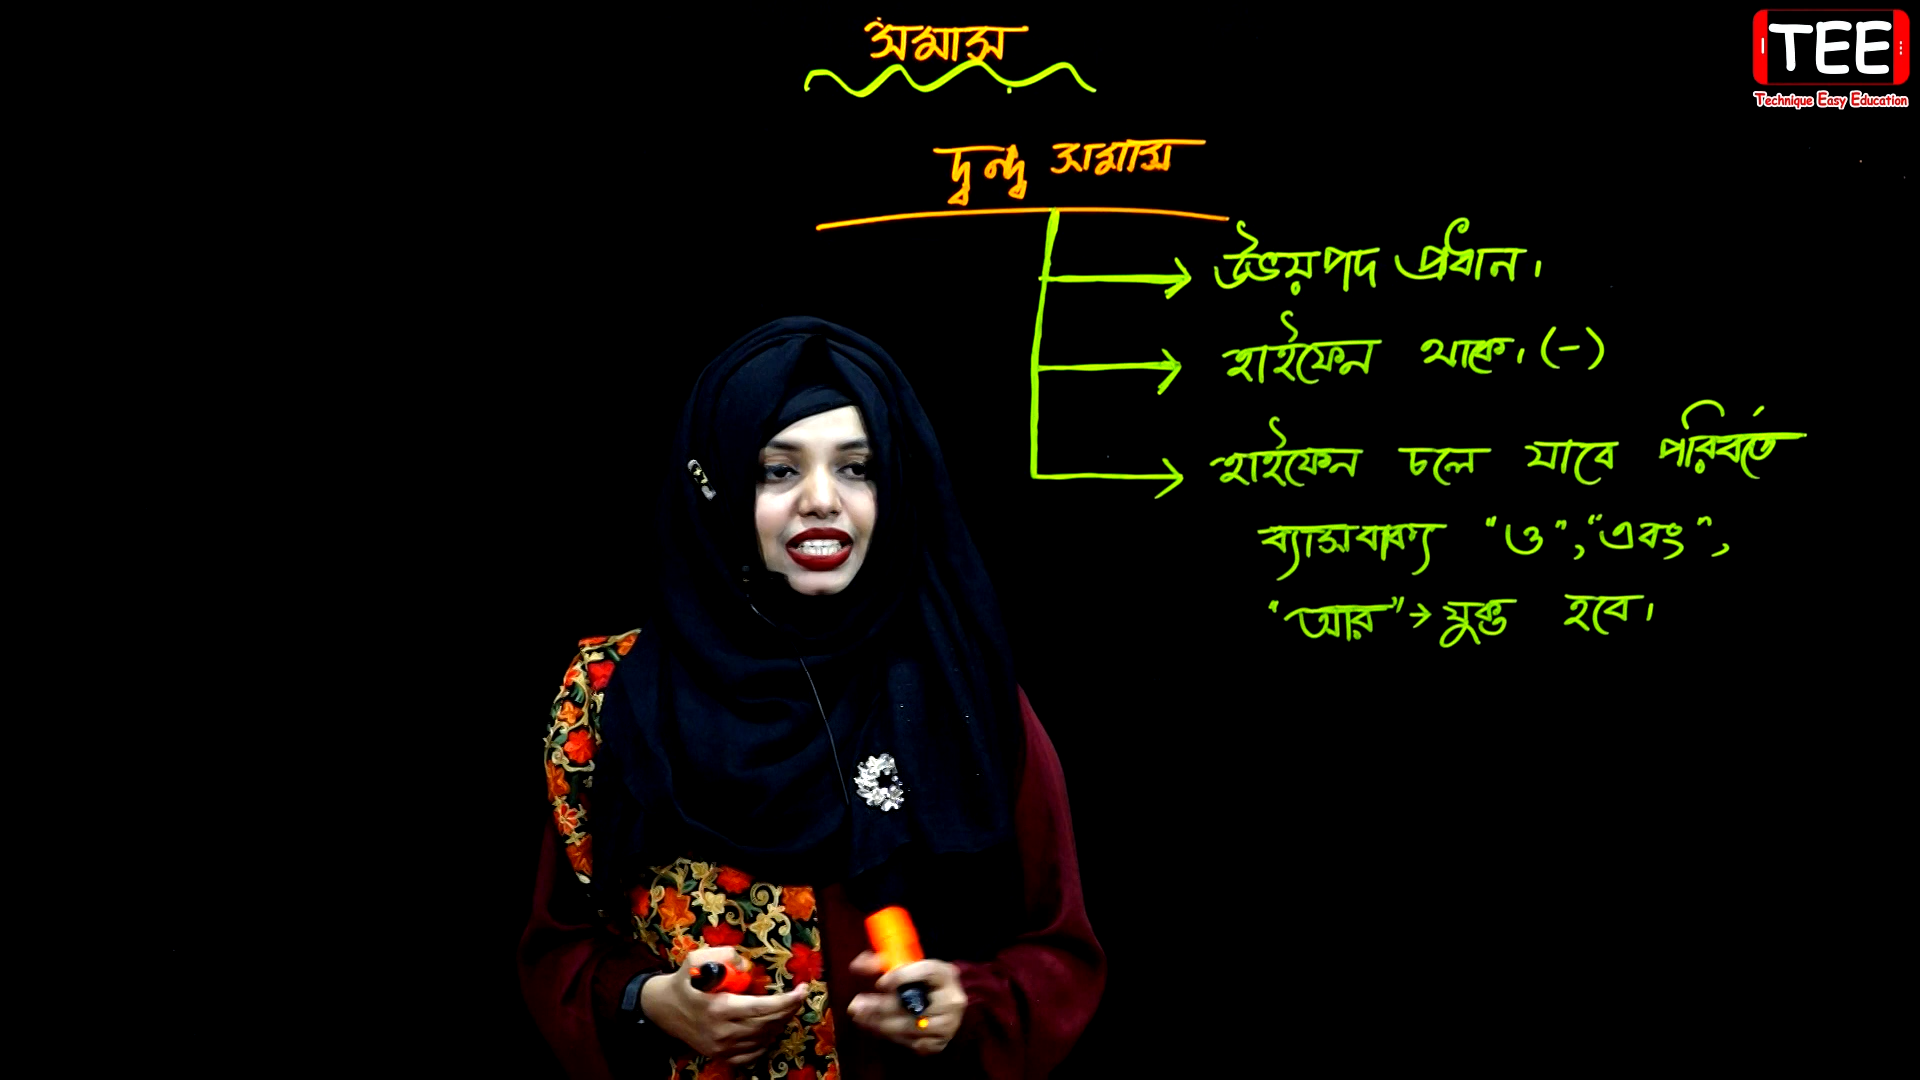 সমাস
দ্বন্দ্ব সমাস
উভয়পদ প্রধান।
হাইফেন থাকে। (-)
হাইফেন চলে যাবে পরিবর্তে
ব্যাসবাক্য "ও", "এবং",
"আর" → যুক্ত হবে।
TEE
Technique Easy Education